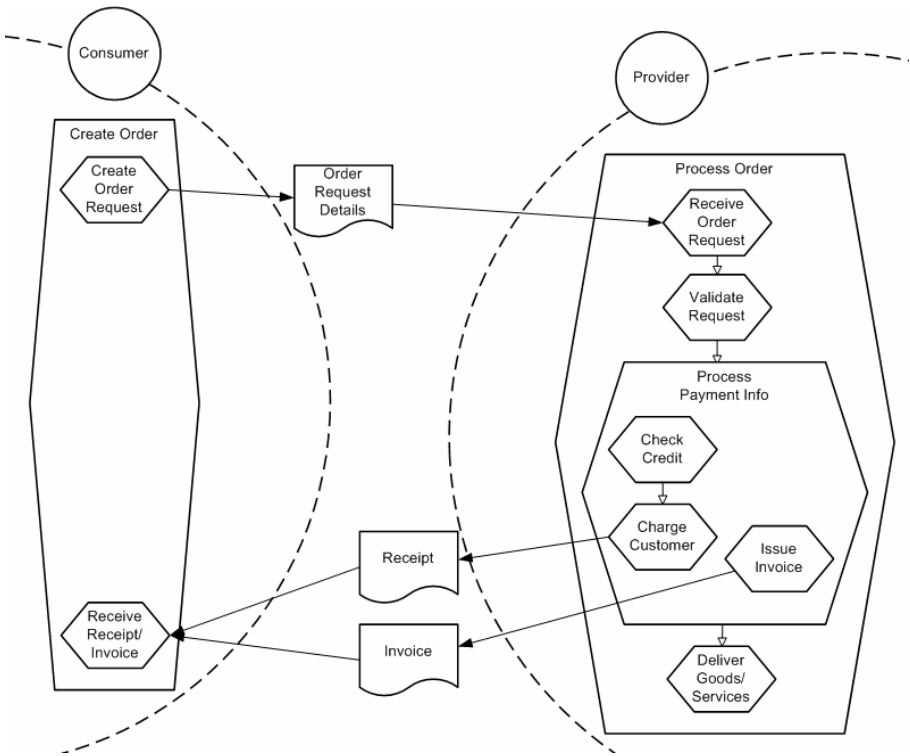 Consumer
Provider
Create Order
Create
Order
Request
Order
Request
Details
Process Order
Receive
Order
Request
Validate
Request
Process
Payment Info
Check
Credit
Charge
Customer
Issue
Invoice
Receipt
Receive
Receipt/
Invoice
Invoice
Deliver
Goods/
Services